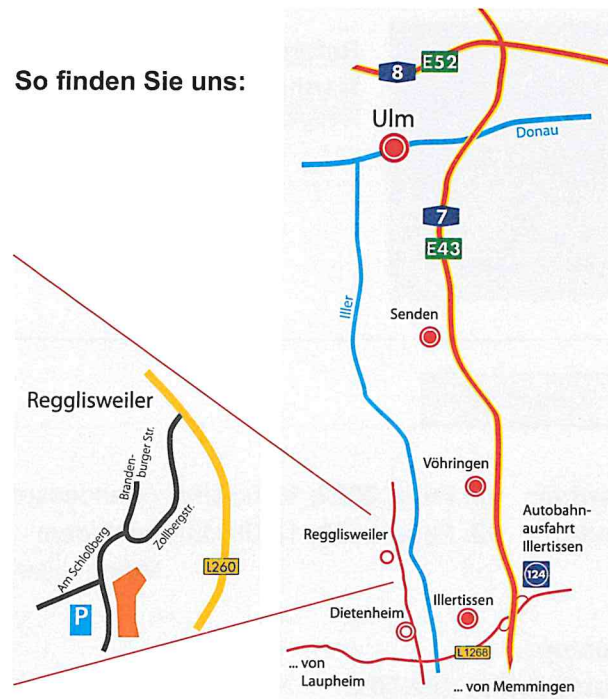 So finden Sie uns:
8
E52
Ulm
Donau
7
E43
Iller
Senden
Vöhringen
Autobahn-
ausfahrt
Illertissen
124
Regglisweiler
Dietenheim
Illertissen
L1268
... von
Laupheim
... von Memmingen
Regglisweiler
Branden-
burger Str.
Zollbergstr.
Am Schloßberg
L260
P